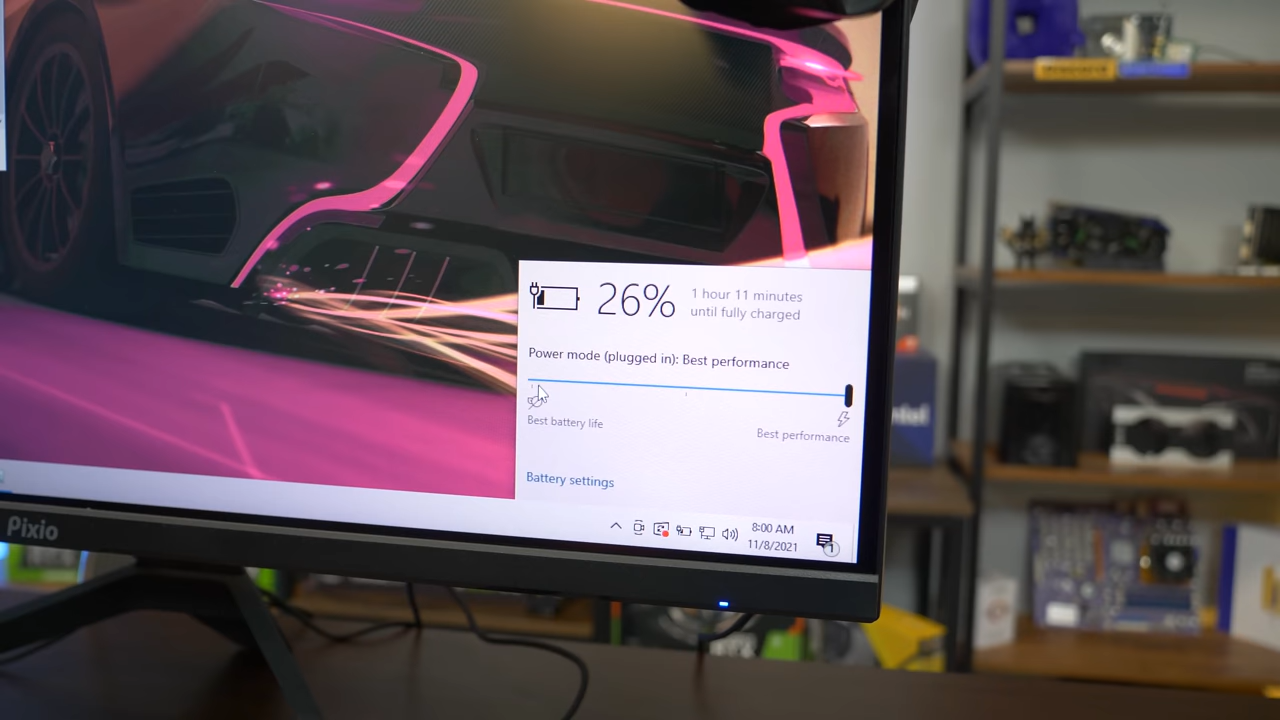 26%
1 hour 11 minutes
until fully charged
Power mode (plugged in): Best performance
Best battery life
Best performance
Battery settings
8:00 AM
11/8/2021
1
Pixio